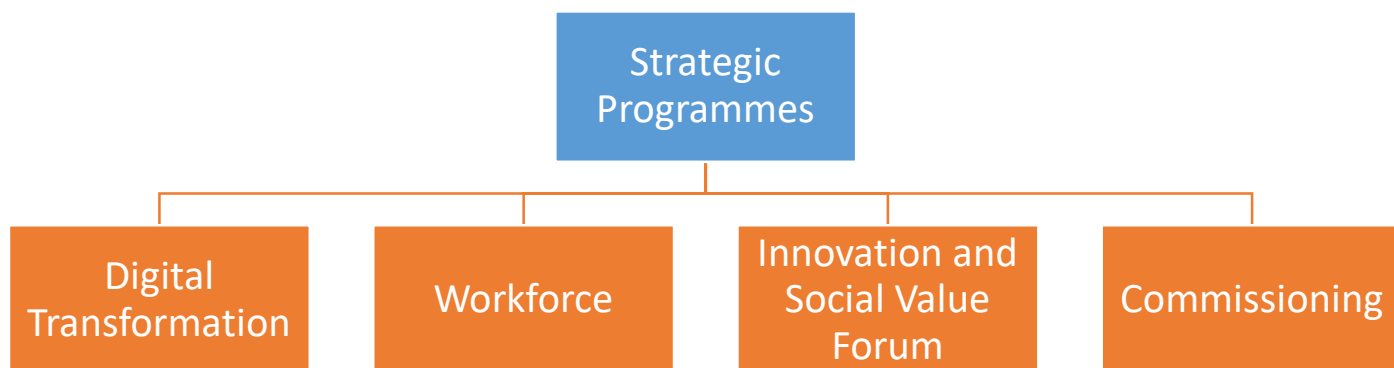 Strategic
Programmes
Digital
Transformation
Workforce
Innovation and
Social Value
Forum
Commissioning